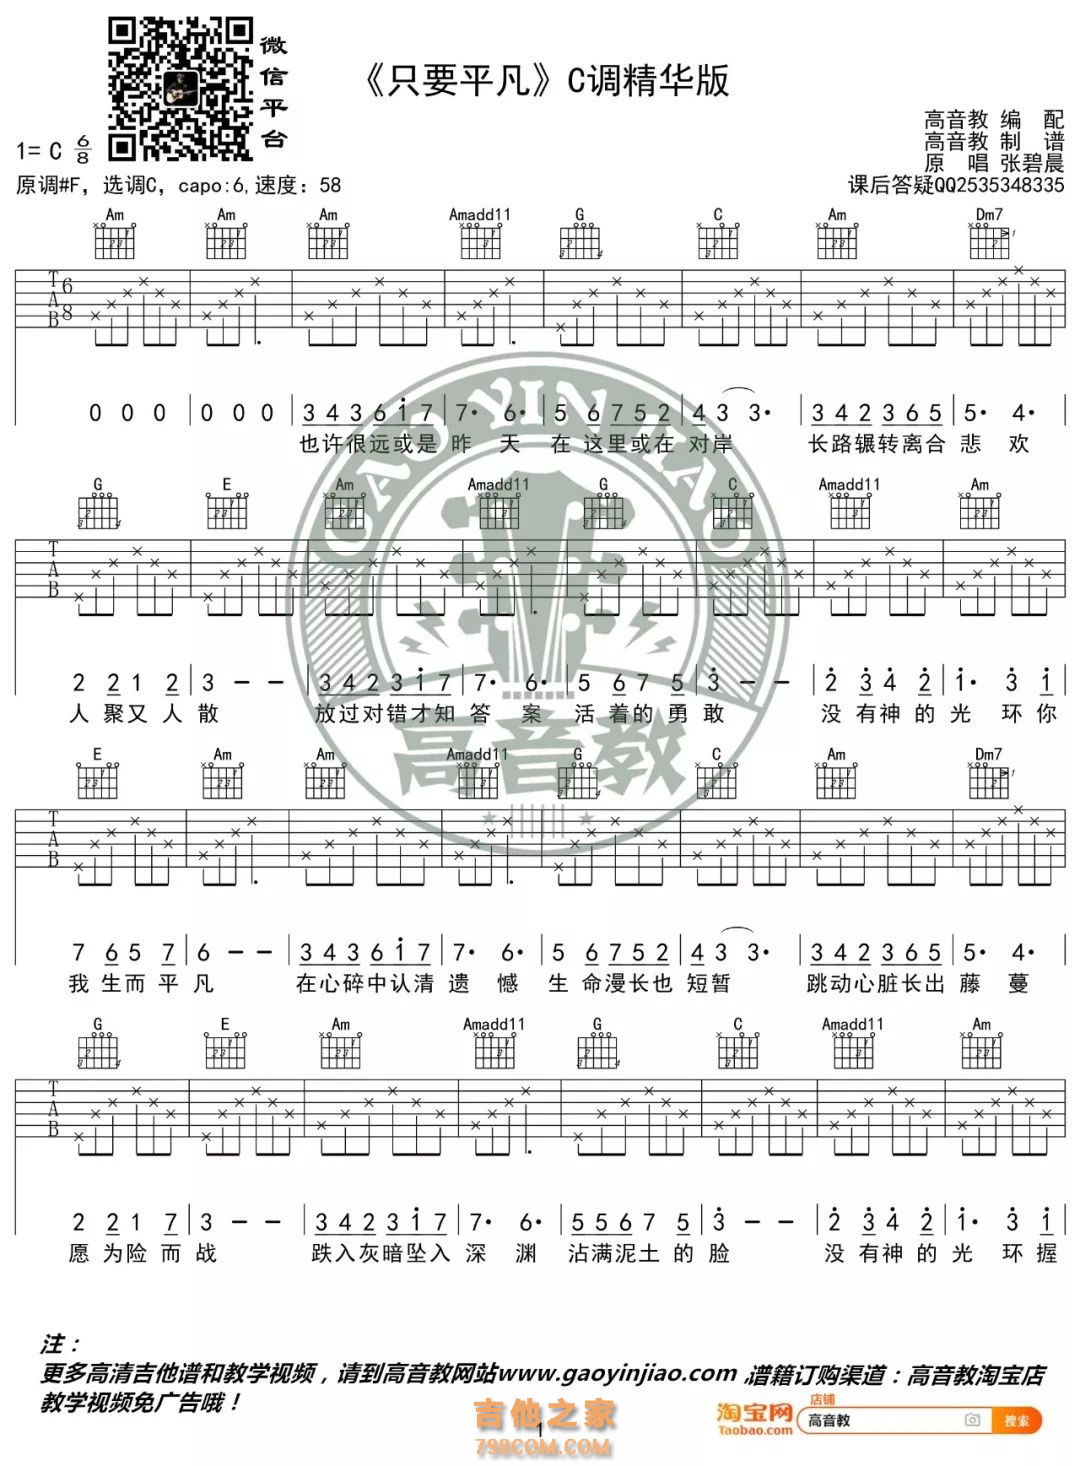 微信平台
《只要平凡》C调精华版
高音教 编 配
高音教 制 谱
原 唱 张碧晨
课后答疑QQ2535348335
1= C 6/8
原调#F，选调C，capo:6,速度：58
Am Am Am Amadd11 G C Am Dm7
T A B 6 8
0 0 0 | 0 0 0 | 3 4 3 6 i 7 | 7· 6· | 5 6 7 5 2 | 4 3 3· | 3 4 2 3 6 5 | 5· 4·
也许很远或是 昨 天 在 这里或在 对岸 长路辗转离合 悲 欢
G E Am Amadd11 G C Amadd11 Am
2 2 1 2 | 3 - - | 3 4 2 3 i 7 | 7· 6· | 5 6 7 5 | 3 - - | 2 3 4 2 | i· 3 i
人 聚又 人 散 放过对错才知 答 案 活 着的 勇 敢 没 有神 的 光 环 你
E Am Am Amadd11 G C Am Dm7
T A B
7 6 5 7 | 6 - - | 3 4 3 6 i 7 | 7· 6· | 5 6 7 5 2 | 4 3 3· | 3 4 2 3 6 5 | 5· 4·
我 生而 平 凡 在心碎中认清 遗 憾 生 命漫长也 短暂 跳动心脏长出 藤 蔓
G E Am Amadd11 G C Amadd11 Am
T A B
2 2 1 7 | 3 - - | 3 4 2 3 i 7 | 7· 6· | 5 5 6 7 5 | 3 - - | 2 3 4 2 | i· 3 i
愿 为险 而 战 跌入灰暗坠入 深 渊 沾满泥土 的 脸 没 有神 的 光 环 握
GAO YIN JIAO
高音教
注：
更多高清吉他谱和教学视频，请到高音教网站www.gaoyinjiao.com，谱籍订购渠道：高音教淘宝店
教学视频免广告哦！
吉他之家
798COM.COM
1
淘宝网
Taobao.com
店铺
高音教
搜索